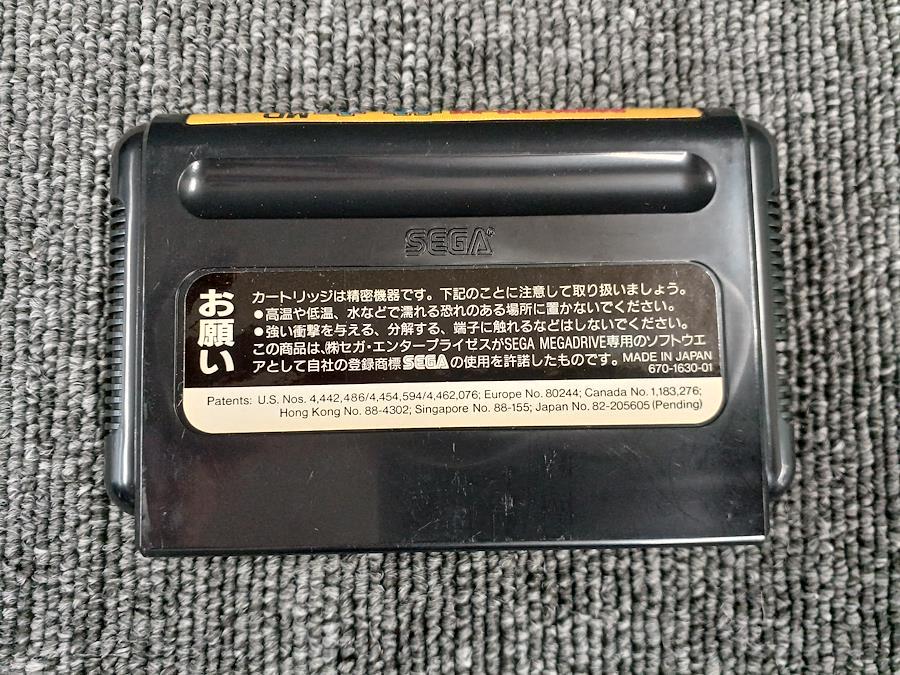 SEGA®
お願い
カートリッジは精密機器です。下記のことに注意して取り扱いましょう。
●高温や低温、水などで濡れる恐れのある場所に置かないでください。
●強い衝撃を与える、分解する、端子に触れるなどはしないでください。
この商品は、㈱セガ・エンタープライゼスがSEGA MEGADRIVE専用のソフトウエ
アとして自社の登録商標SEGAの使用を許諾したものです。MADE IN JAPAN
670-1630-01
Patents: U.S. Nos. 4,442,486/4,454,594/4,462,076; Europe No. 80244; Canada No. 1,183,276;
Hong Kong No. 88-4302; Singapore No. 88-155; Japan No. 82-205605 (Pending)